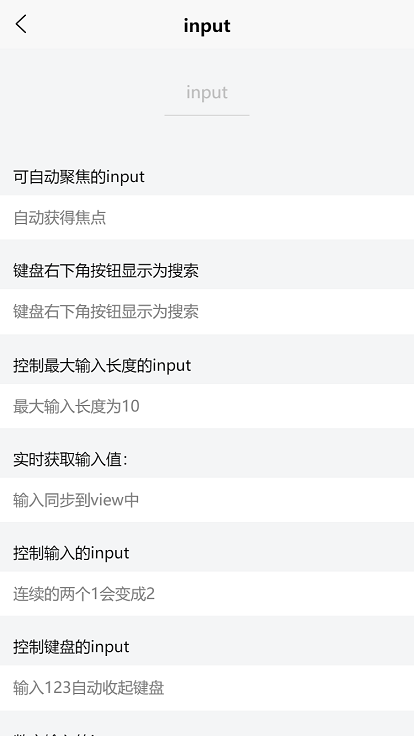 input
input
可自动聚焦的input
自动获得焦点
键盘右下角按钮显示为搜索
键盘右下角按钮显示为搜索
控制最大输入长度的input
最大输入长度为10
实时获取输入值：
输入同步到view中
控制输入的input
连续的两个1会变成2
控制键盘的input
输入123自动收起键盘